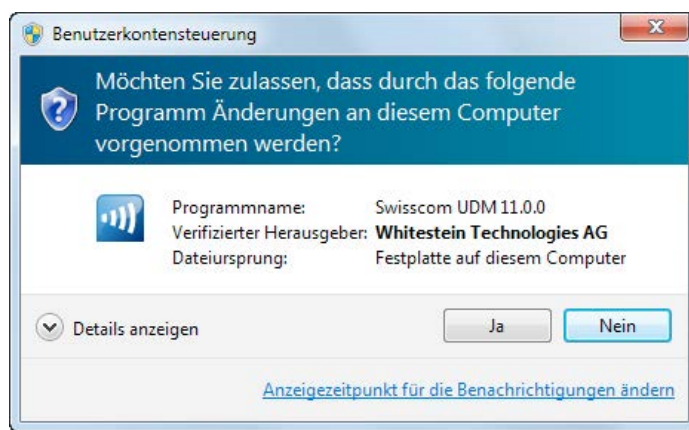 Benutzerkontensteuerung
Möchten Sie zulassen, dass durch das folgende
Programm Änderungen an diesem Computer
vorgenommen werden?
Programmname: Swisscom UDM 11.0.0
Verifizierter Herausgeber: Whitestein Technologies AG
Dateiursprung: Festplatte auf diesem Computer
Details anzeigen Ja Nein
Anzeigezeitpunkt für die Benachrichtigungen ändern